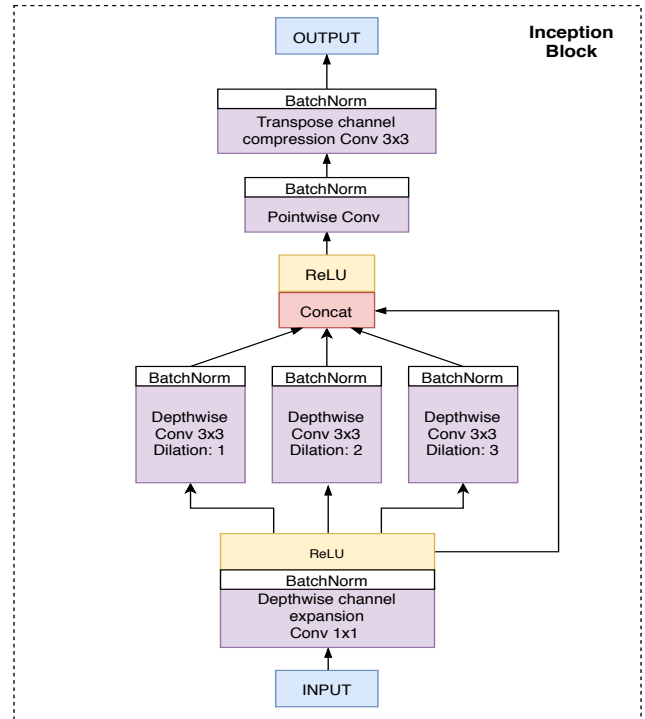 Inception
Block
OUTPUT
BatchNorm
Transpose channel
compression Conv 3x3
BatchNorm
Pointwise Conv
ReLU
Concat
BatchNorm
Depthwise
Conv 3x3
Dilation: 1
BatchNorm
Depthwise
Conv 3x3
Dilation: 2
BatchNorm
Depthwise
Conv 3x3
Dilation: 3
ReLU
BatchNorm
Depthwise channel
expansion
Conv 1x1
INPUT